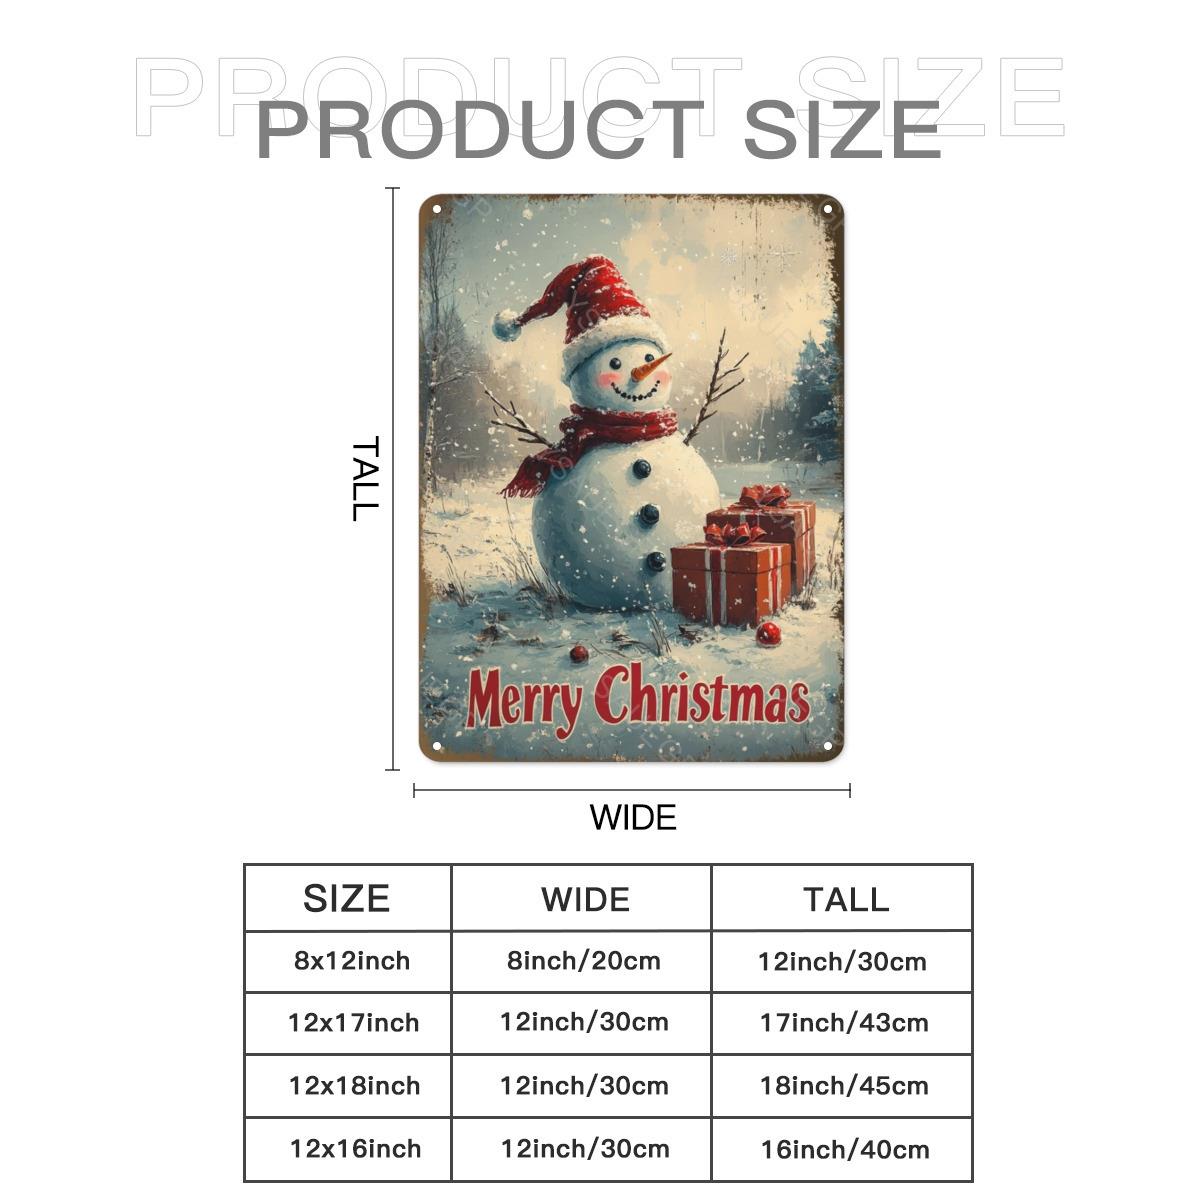 PRODUCT SIZE
PRODUCT SIZE
TALL
Merry Christmas
WIDE
SIZE WIDE TALL
8x12inch 8inch/20cm 12inch/30cm
12x17inch 12inch/30cm 17inch/43cm
12x18inch 12inch/30cm 18inch/45cm
12x16inch 12inch/30cm 16inch/40cm